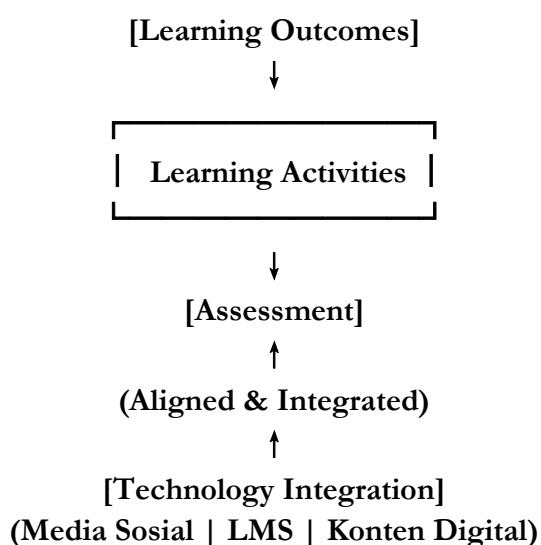 [Learning Outcomes]
↓
┌────────────────────┐
│ Learning Activities │
└────────────────────┘
↓
[Assessment]
↑
(Aligned & Integrated)
↑
[Technology Integration]
(Media Sosial | LMS | Konten Digital)